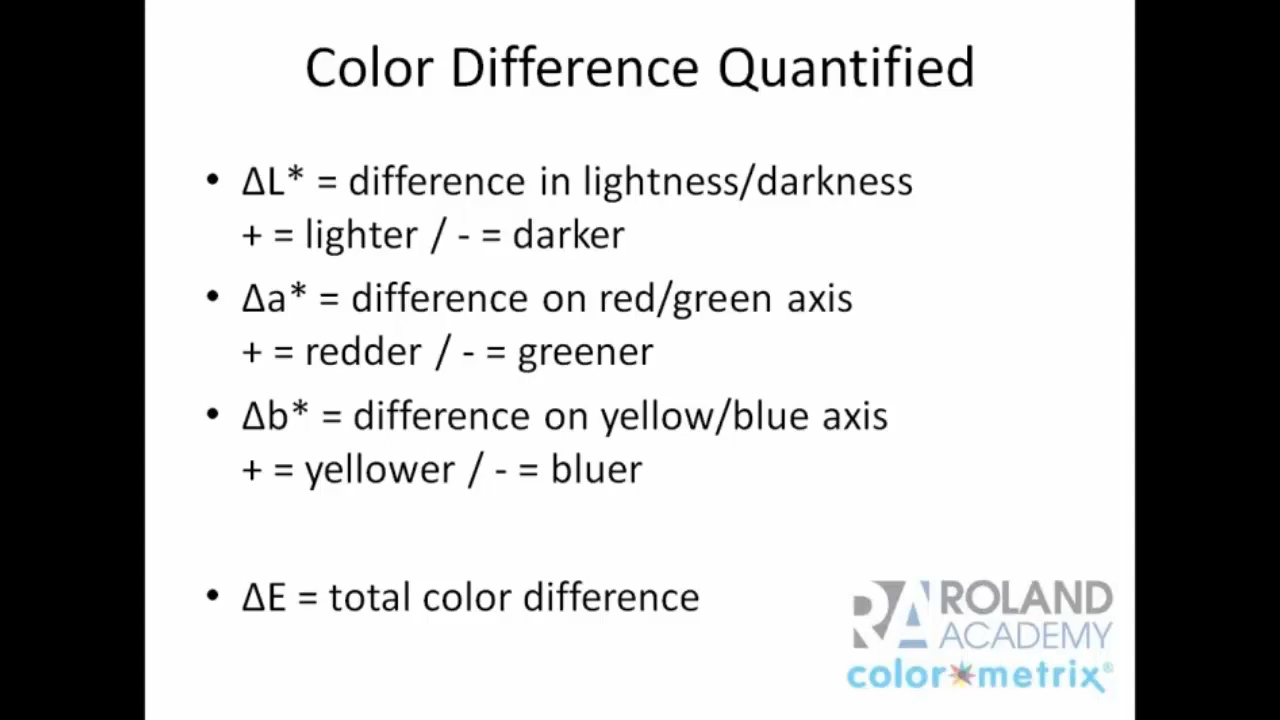 Color Difference Quantified
• ΔL* = difference in lightness/darkness
+ = lighter / - = darker
• Δa* = difference on red/green axis
+ = redder / - = greener
• Δb* = difference on yellow/blue axis
+ = yellower / - = bluer
• ΔE = total color difference
RA ROLAND
ACADEMY
color metrix®